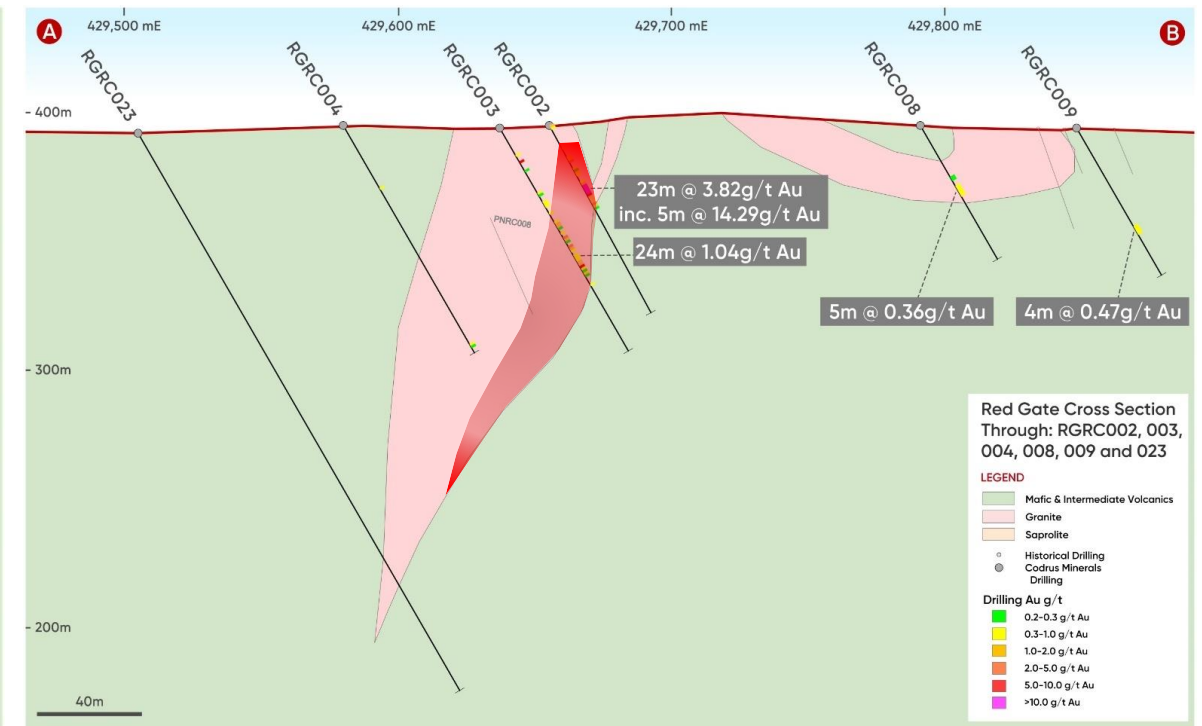 A
429,500 mE
429,600 mE
429,700 mE
429,800 mE
B
RGRC023
RGRC004
RGRC003
RGRC002
RGRC008
RGRC009
400m
23m @ 3.82g/t Au
inc. 5m @ 14.29g/t Au
PNRC008
24m @ 1.04g/t Au
5m @ 0.36g/t Au
4m @ 0.47g/t Au
300m
200m
40m
Red Gate Cross Section
Through: RGRC002, 003,
004, 008, 009 and 023
LEGEND
Mafic & Intermediate Volcanics
Granite
Saprolite
Historical Drilling
Codrus Minerals
Drilling
Drilling Au g/t
0.2-0.3 g/t Au
0.3-1.0 g/t Au
1.0-2.0 g/t Au
2.0-5.0 g/t Au
5.0-10.0 g/t Au
>10.0 g/t Au